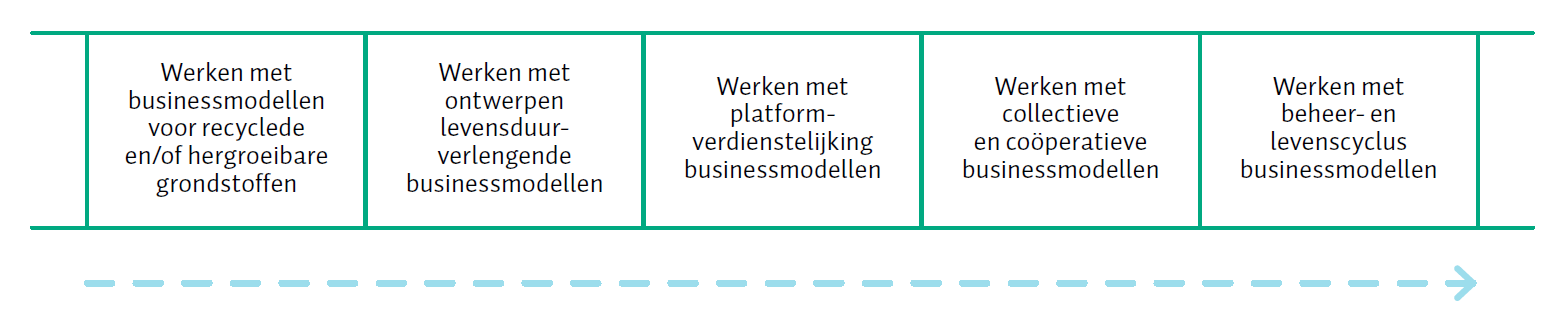 Werken met
businessmodellen
voor recyclede
en/of hergroeibare
grondstoffen
Werken met
ontwerpen
levensduur-
verlengende
businessmodellen
Werken met
platform-
verdienstelijking
businessmodellen
Werken met
collectieve
en coöperatieve
businessmodellen
Werken met
beheer- en
levenscyclus
businessmodellen